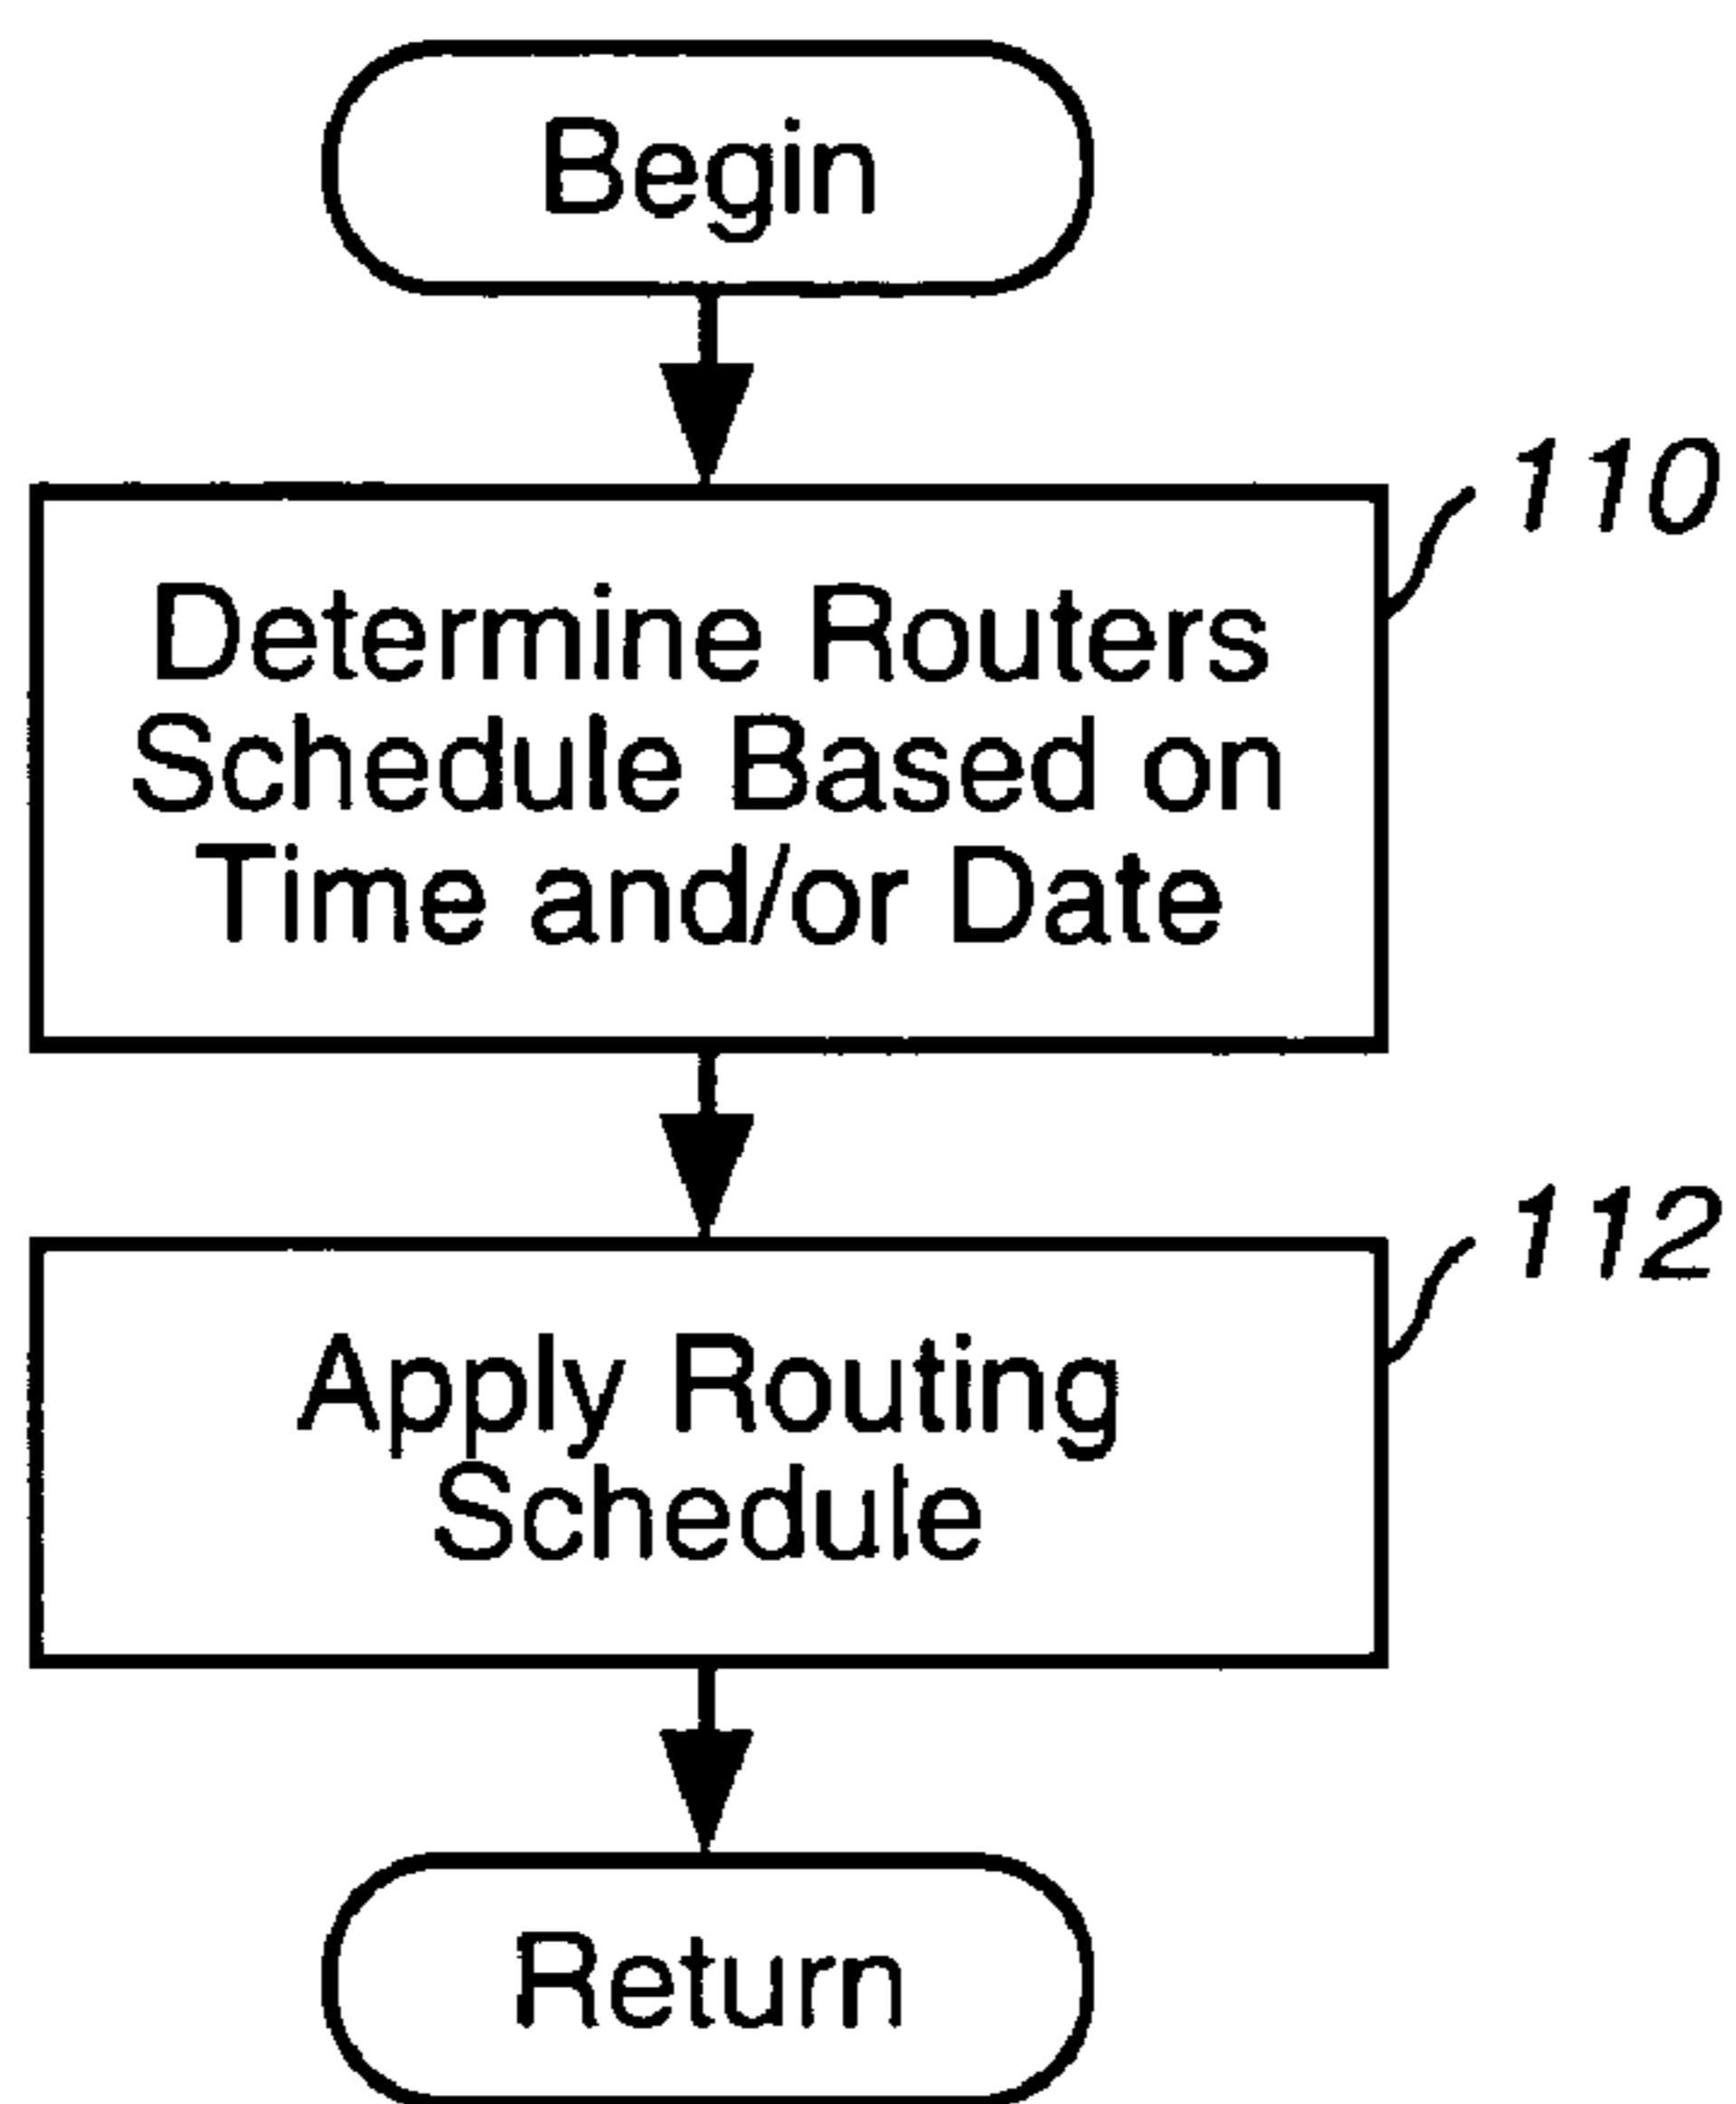 Begin
110
Determine Routers
Schedule Based on
Time and/or Date
112
Apply Routing
Schedule
Return